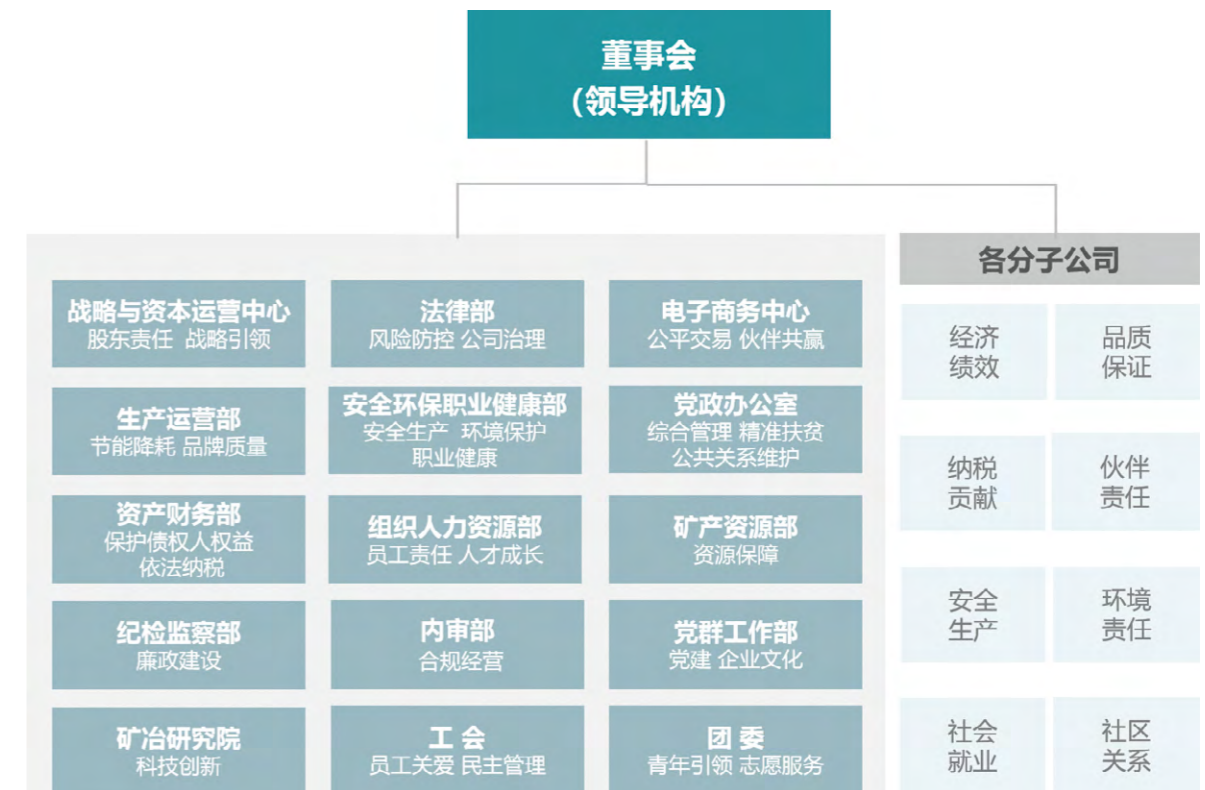 董事会
（领导机构）
战略与资本运营中心
股东责任 战略引领
法律部
风险防控 公司治理
电子商务中心
公平交易 伙伴共赢
生产运营部
节能降耗 品牌质量
安全环保职业健康部
安全生产 环境保护
职业健康
党政办公室
综合管理 精准扶贫
公共关系维护
资产财务部
保护债权人权益
依法纳税
组织人力资源部
员工责任 人才成长
矿产资源部
资源保障
纪检监察部
廉政建设
内审部
合规经营
党群工作部
党建 企业文化
矿冶研究院
科技创新
工 会
员工关爱 民主管理
团 委
青年引领 志愿服务
各分子公司
经济
绩效
品质
保证
纳税
贡献
伙伴
责任
安全
生产
环境
责任
社会
就业
社区
关系